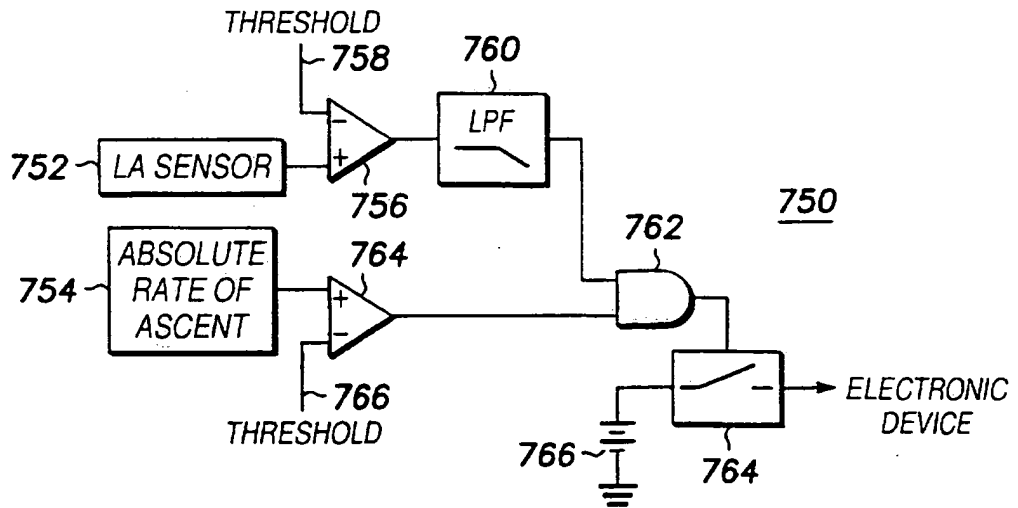 THRESHOLD
758
760
LPF
752
LA SENSOR
756
750
762
ABSOLUTE
RATE OF
ASCENT
754
764
766
THRESHOLD
ELECTRONIC
DEVICE
766
764